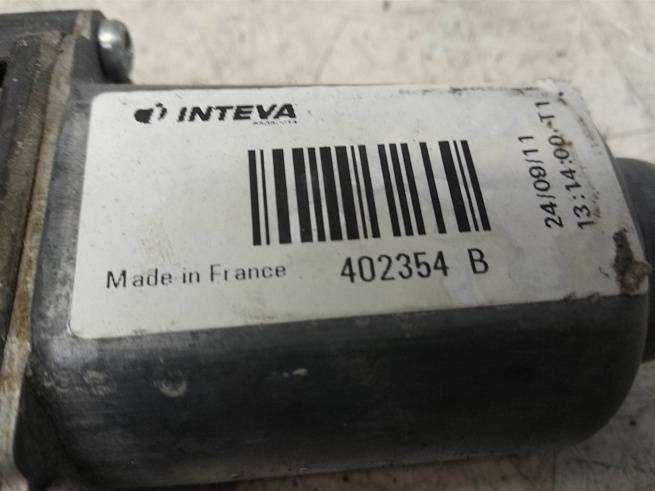 INTEVA
Made in France
402354 B
24/09/11
13:14:00-T1